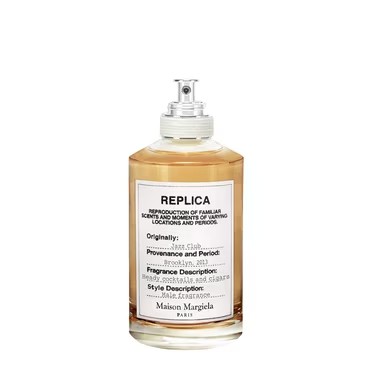 REPLICA
REPRODUCTION OF FAMILIAR
SCENTS AND MOMENTS OF VARYING
LOCATIONS AND PERIODS.
Originally:
Jazz Club
Provenance and Period:
Brooklyn, 2013
Fragrance Description:
Heady cocktails and cigars
Style Description:
Male fragrance
Maison Margiela
PARIS